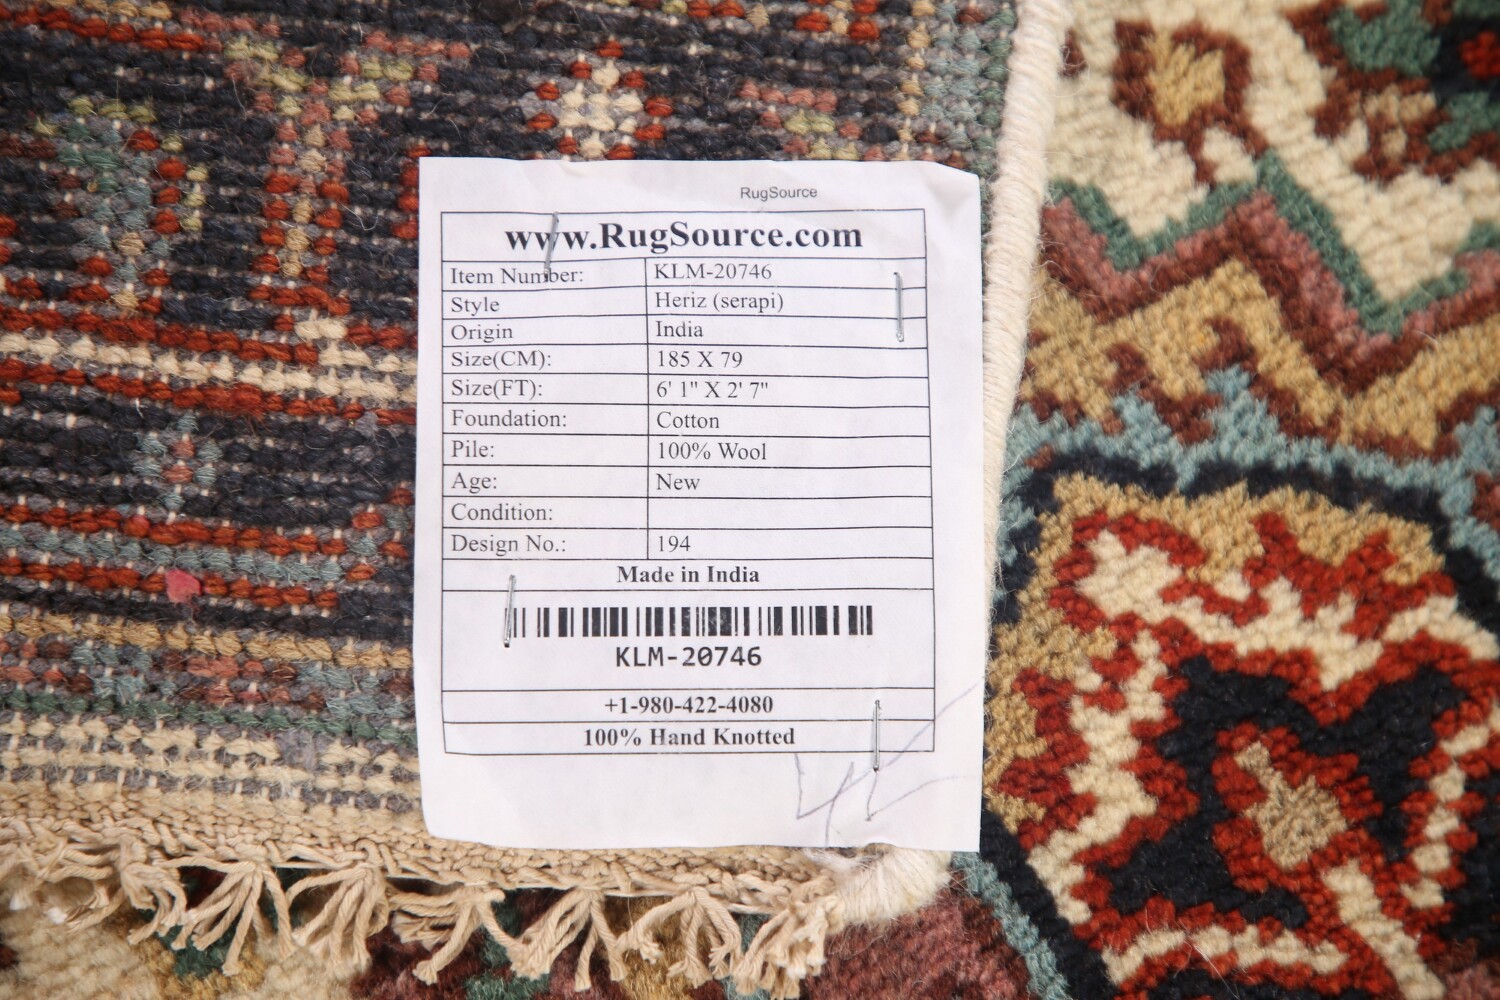 RugSource
www.RugSource.com
Item Number: KLM-20746
Style Heriz (serapi)
Origin India
Size(CM): 185 X 79
Size(FT): 6' 1" X 2' 7"
Foundation: Cotton
Pile: 100% Wool
Age: New
Condition:
Design No.: 194
Made in India
KLM-20746
+1-980-422-4080
100% Hand Knotted